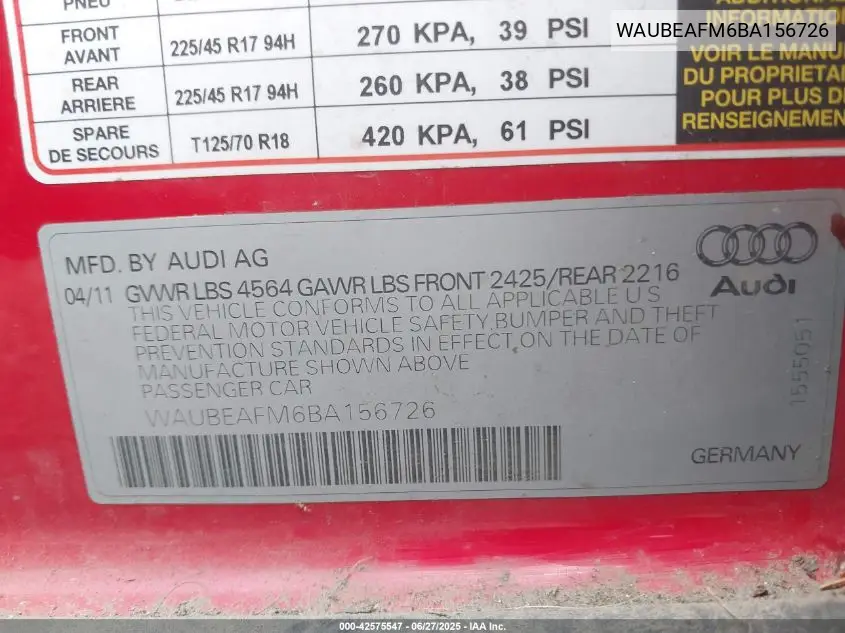 PNEU
FRONT
AVANT
225/45 R17 94H
270 KPA, 39 PSI
REAR
ARRIERE
225/45 R17 94H
260 KPA, 38 PSI
SPARE
DE SECOURS
T125/70 R18
420 KPA, 61 PSI
ADDITIONAL
INFORMATION
VOIR LE MANU
DU PROPRIETAI
POUR PLUS DE
RENSEIGNEMEN
WAUBEAFM6BA156726
MFD. BY AUDI AG
04/11 GVWR LBS 4564 GAWR LBS FRONT 2425/REAR 2216
THIS VEHICLE CONFORMS TO ALL APPLICABLE U S
FEDERAL MOTOR VEHICLE SAFETY,BUMPER AND THEFT
PREVENTION STANDARDS IN EFFECT ON THE DATE OF
MANUFACTURE SHOWN ABOVE
PASSENGER CAR
WAUBEAFM6BA156726
Audi
1555051
GERMANY
000-42575547 - 06/27/2025 - IAA Inc.